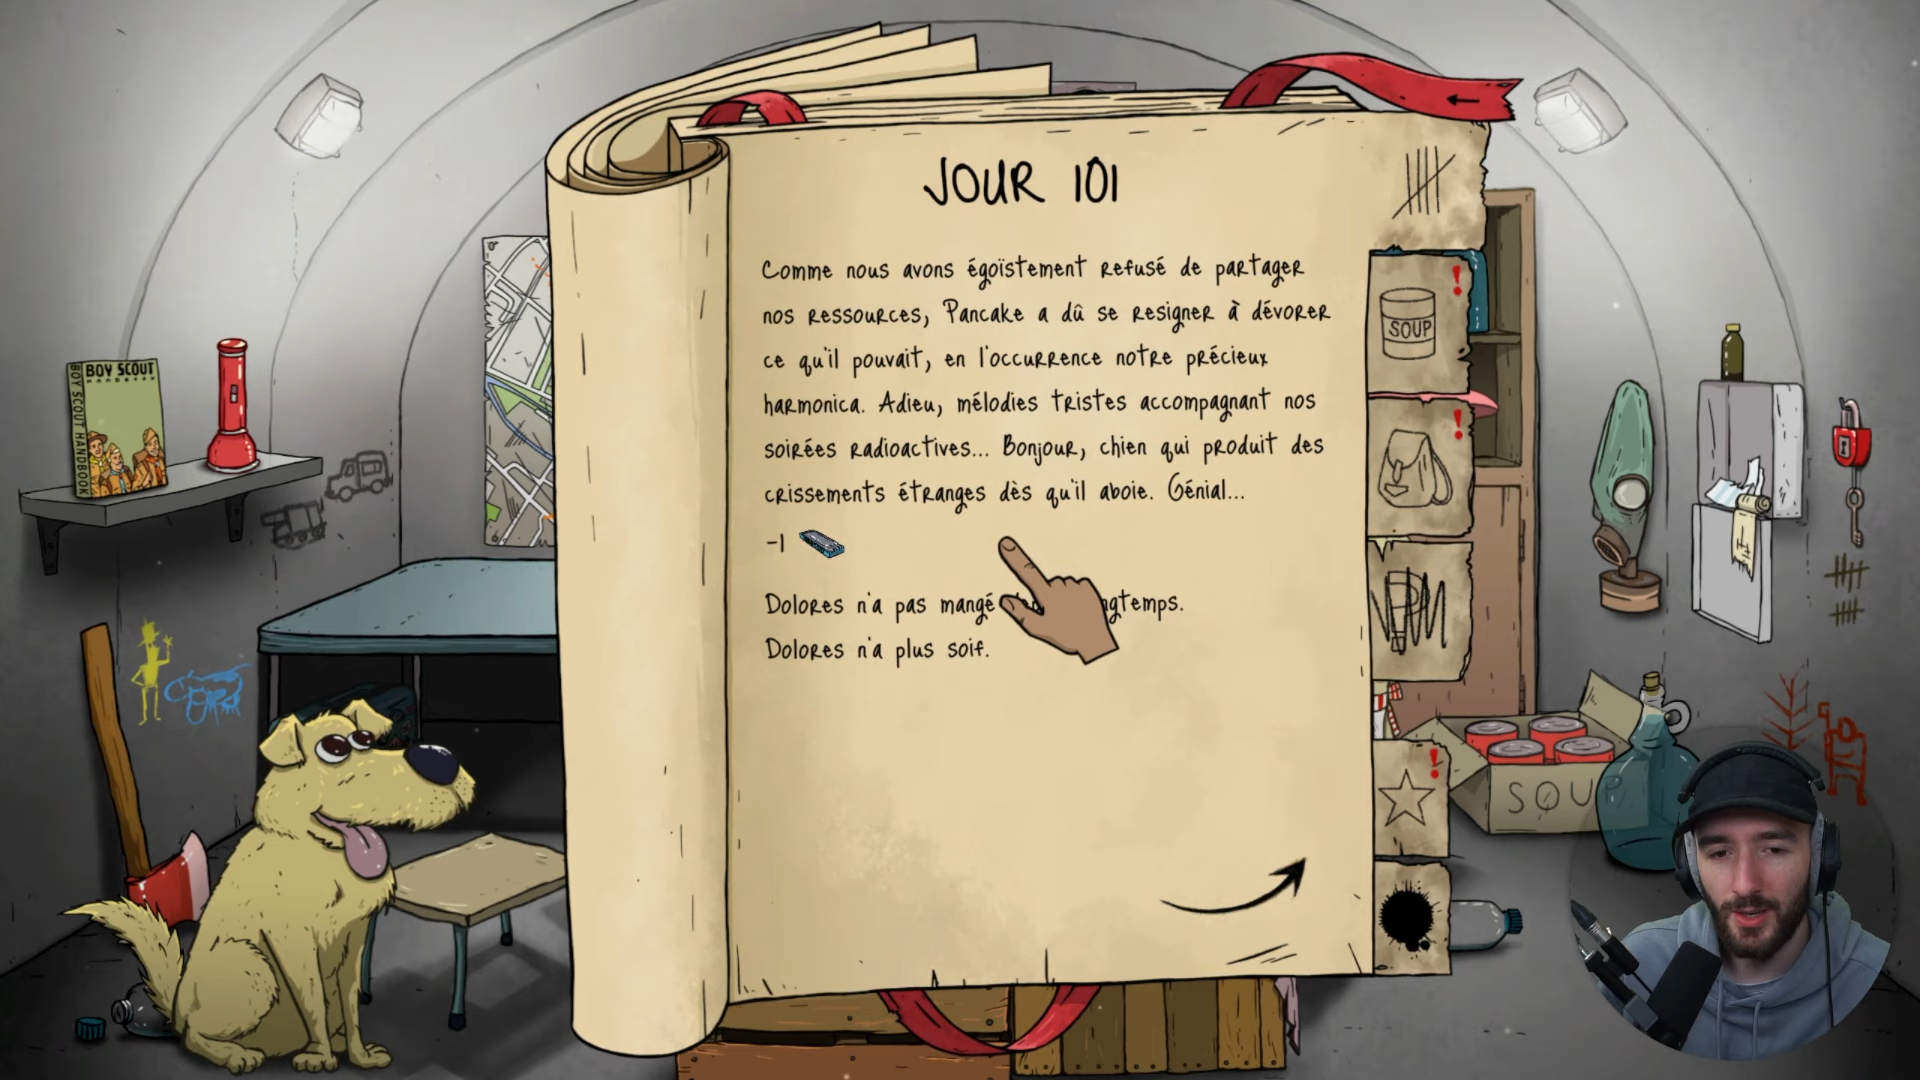 JOUR 101
Comme nous avons égoïstement refusé de partager
nos ressources, Pancake a dû se resigner à dévorer
ce qu'il pouvait, en l'occurrence notre précieux
harmonica. Adieu, mélodies tristes accompagnant nos
soirées radioactives... Bonjour, chien qui produit des
crissements étranges dès qu'il aboie. Génial...
-1
Dolores n'a pas mangé
Dolores n'a plus soif.
SOUP
BOY SCOUT
HANDBOOK
BOY SCOUT HANDBOOK
SOU